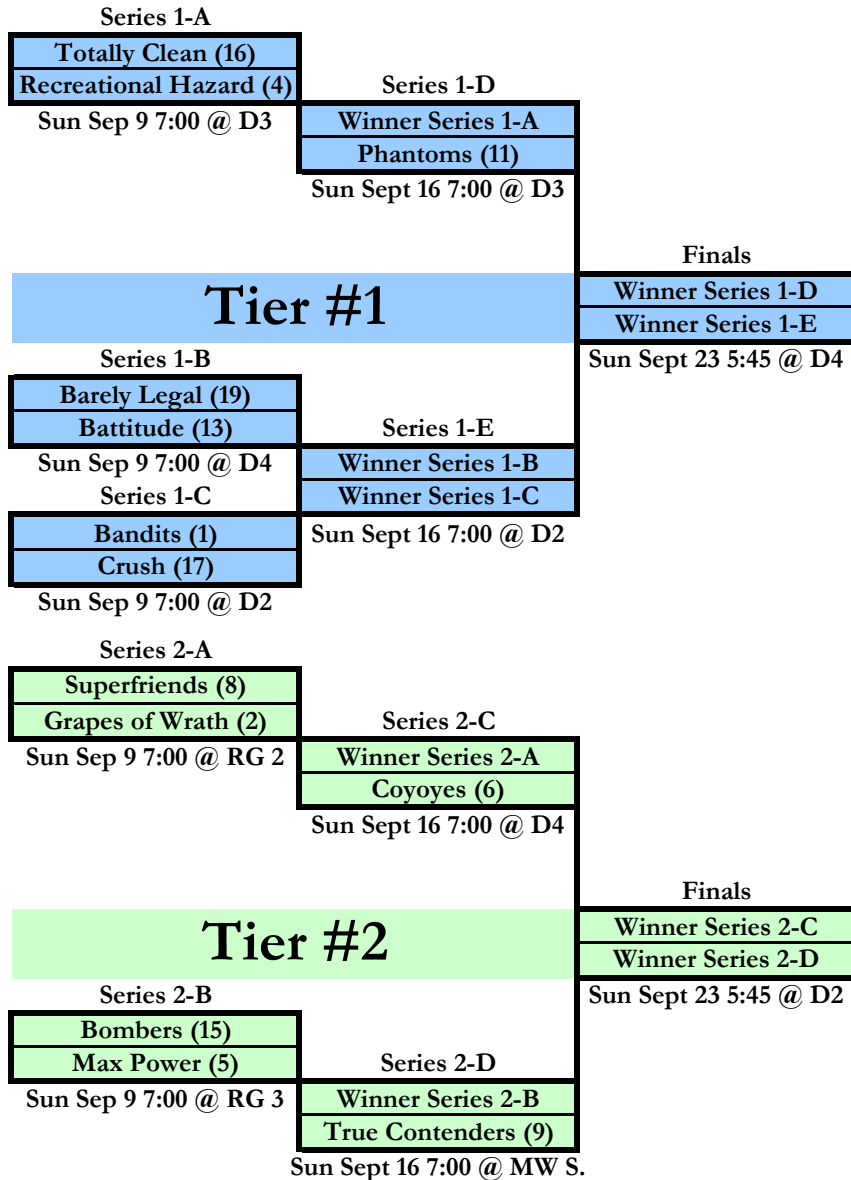 Series 1-A
Totally Clean (16)
Recreational Hazard (4)
Sun Sep 9 7:00 @ D3
Series 1-D
Winner Series 1-A
Phantoms (11)
Sun Sept 16 7:00 @ D3
Finals
Winner Series 1-D
Winner Series 1-E
Sun Sept 23 5:45 @ D4
Tier #1
Series 1-B
Barely Legal (19)
Battitude (13)
Sun Sep 9 7:00 @ D4
Series 1-E
Winner Series 1-B
Winner Series 1-C
Sun Sept 16 7:00 @ D2
Series 1-C
Bandits (1)
Crush (17)
Sun Sep 9 7:00 @ D2
Series 2-A
Superfriends (8)
Grapes of Wrath (2)
Sun Sep 9 7:00 @ RG 2
Series 2-C
Winner Series 2-A
Coyoyes (6)
Sun Sept 16 7:00 @ D4
Finals
Winner Series 2-C
Winner Series 2-D
Sun Sept 23 5:45 @ D2
Tier #2
Series 2-B
Bombers (15)
Max Power (5)
Sun Sep 9 7:00 @ RG 3
Series 2-D
Winner Series 2-B
True Contenders (9)
Sun Sept 16 7:00 @ MW S.